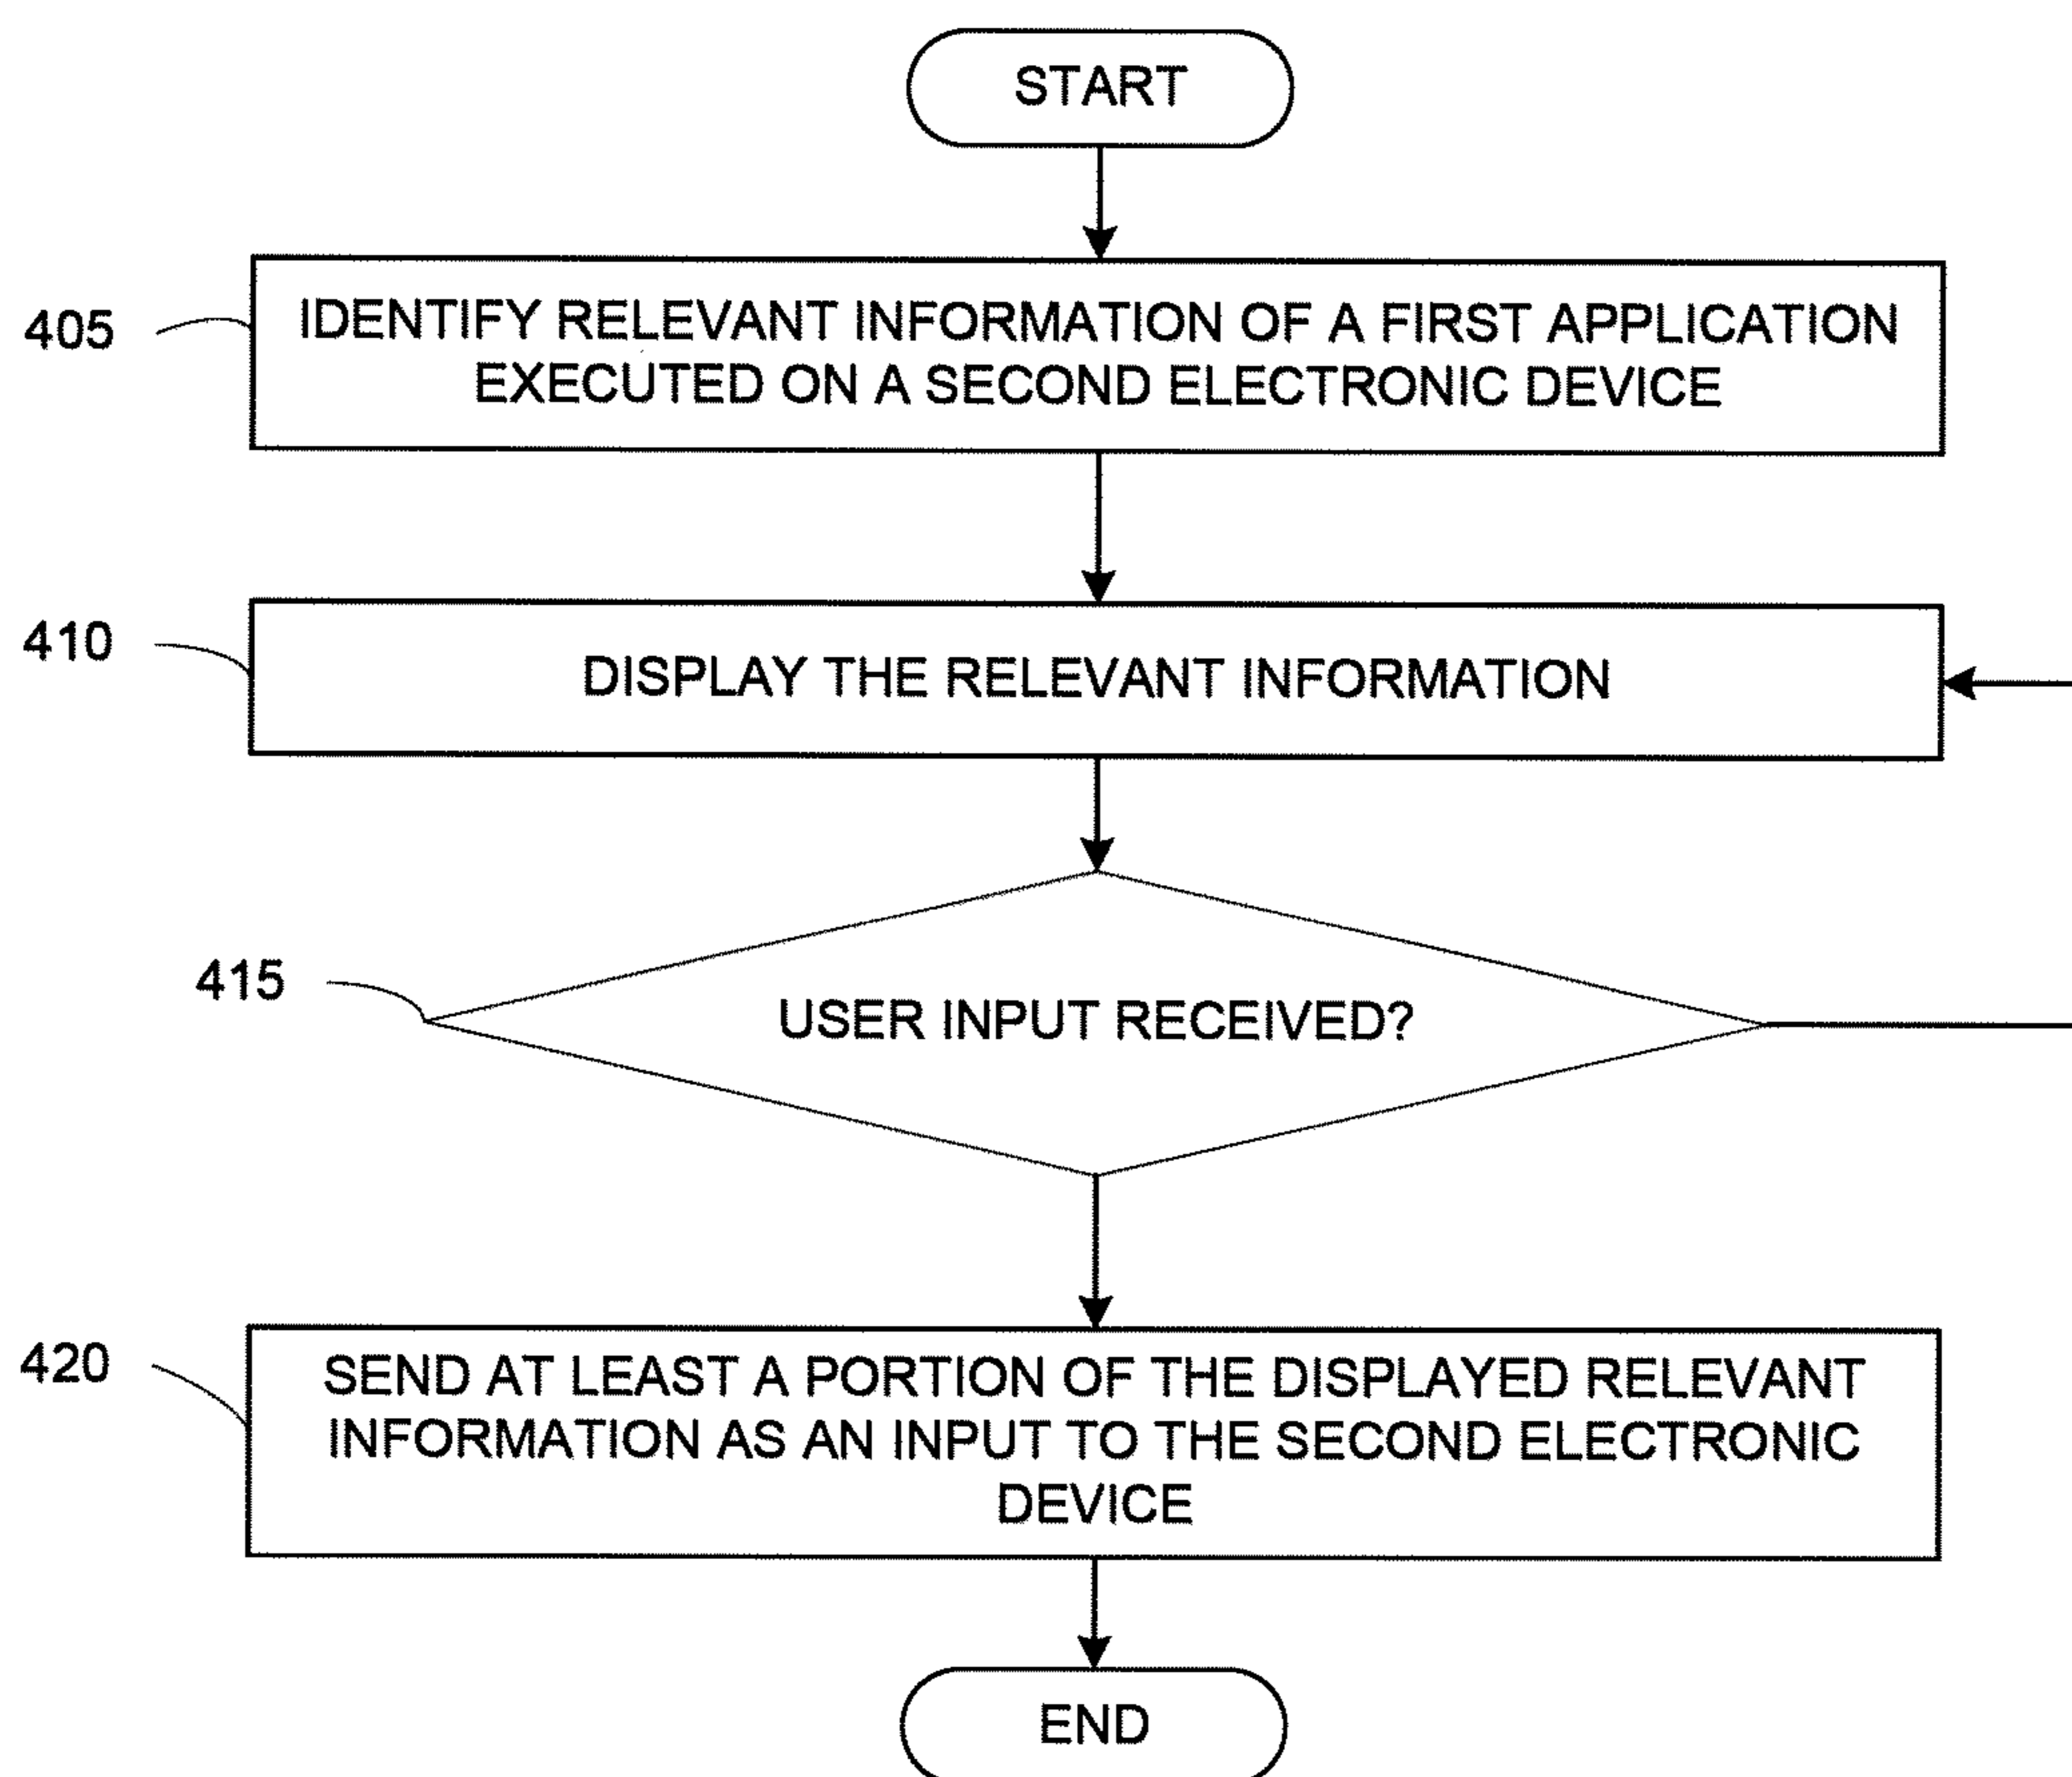 START
405
IDENTIFY RELEVANT INFORMATION OF A FIRST APPLICATION
EXECUTED ON A SECOND ELECTRONIC DEVICE
410
DISPLAY THE RELEVANT INFORMATION
415
USER INPUT RECEIVED?
420
SEND AT LEAST A PORTION OF THE DISPLAYED RELEVANT
INFORMATION AS AN INPUT TO THE SECOND ELECTRONIC
DEVICE
END